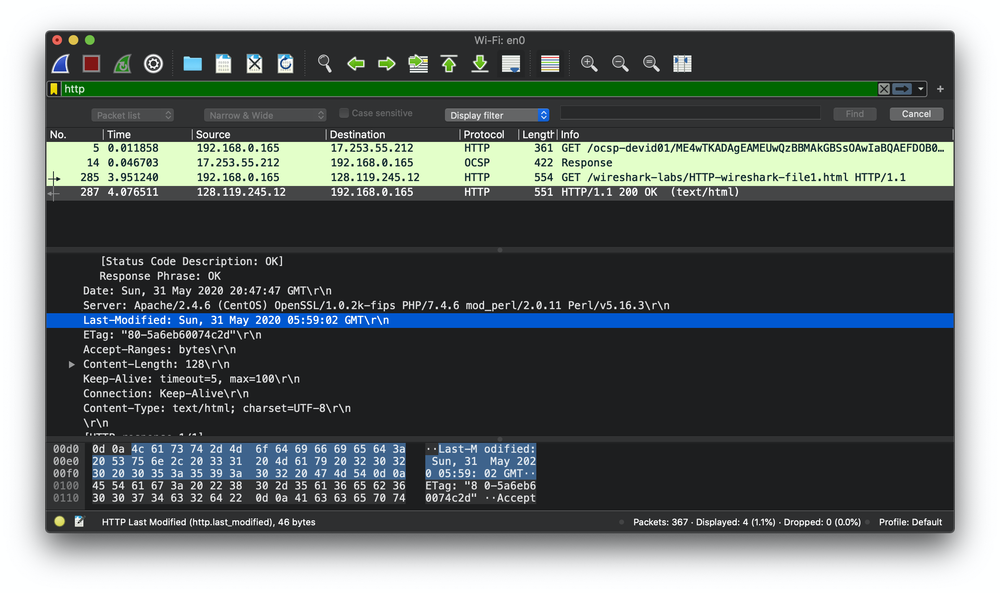 Wi-Fi: en0
http
Packet list Narrow & Wide Case sensitive Display filter Find Cancel
No. Time Source Destination Protocol Length Info
5 0.011858 192.168.0.165 17.253.55.212 HTTP 361 GET /ocsp-devid01/ME4wTKADAgEAMEUwQzBBMAkGBSsOAwIaBQAEFDOB0…
14 0.046703 17.253.55.212 192.168.0.165 OCSP 422 Response
285 3.951240 192.168.0.165 128.119.245.12 HTTP 554 GET /wireshark-labs/HTTP-wireshark-file1.html HTTP/1.1
287 4.076511 128.119.245.12 192.168.0.165 HTTP 551 HTTP/1.1 200 OK (text/html)
[Status Code Description: OK]
Response Phrase: OK
Date: Sun, 31 May 2020 20:47:47 GMT\r\n
Server: Apache/2.4.6 (CentOS) OpenSSL/1.0.2k-fips PHP/7.4.6 mod_perl/2.0.11 Perl/v5.16.3\r\n
Last-Modified: Sun, 31 May 2020 05:59:02 GMT\r\n
ETag: "80-5a6eb60074c2d"\r\n
Accept-Ranges: bytes\r\n
Content-Length: 128\r\n
Keep-Alive: timeout=5, max=100\r\n
Connection: Keep-Alive\r\n
Content-Type: text/html; charset=UTF-8\r\n
\r\n
[HTTP response 1/1]
00d0 0d 0a 4c 61 73 74 2d 4d 6f 64 69 66 69 65 64 3a ··Last-M odified:
00e0 20 53 75 6e 2c 20 33 31 20 4d 61 79 20 32 30 32 Sun, 31 May 202
00f0 30 20 30 35 3a 35 39 3a 30 32 20 47 4d 54 0d 0a 0 05:59: 02 GMT··
0100 45 54 61 67 3a 20 22 38 30 2d 35 61 36 65 62 36 ETag: "8 0-5a6eb6
0110 30 30 37 34 63 32 64 22 0d 0a 41 63 63 65 70 74 0074c2d" ··Accept
HTTP Last Modified (http.last_modified), 46 bytes Packets: 367 · Displayed: 4 (1.1%) · Dropped: 0 (0.0%) Profile: Default